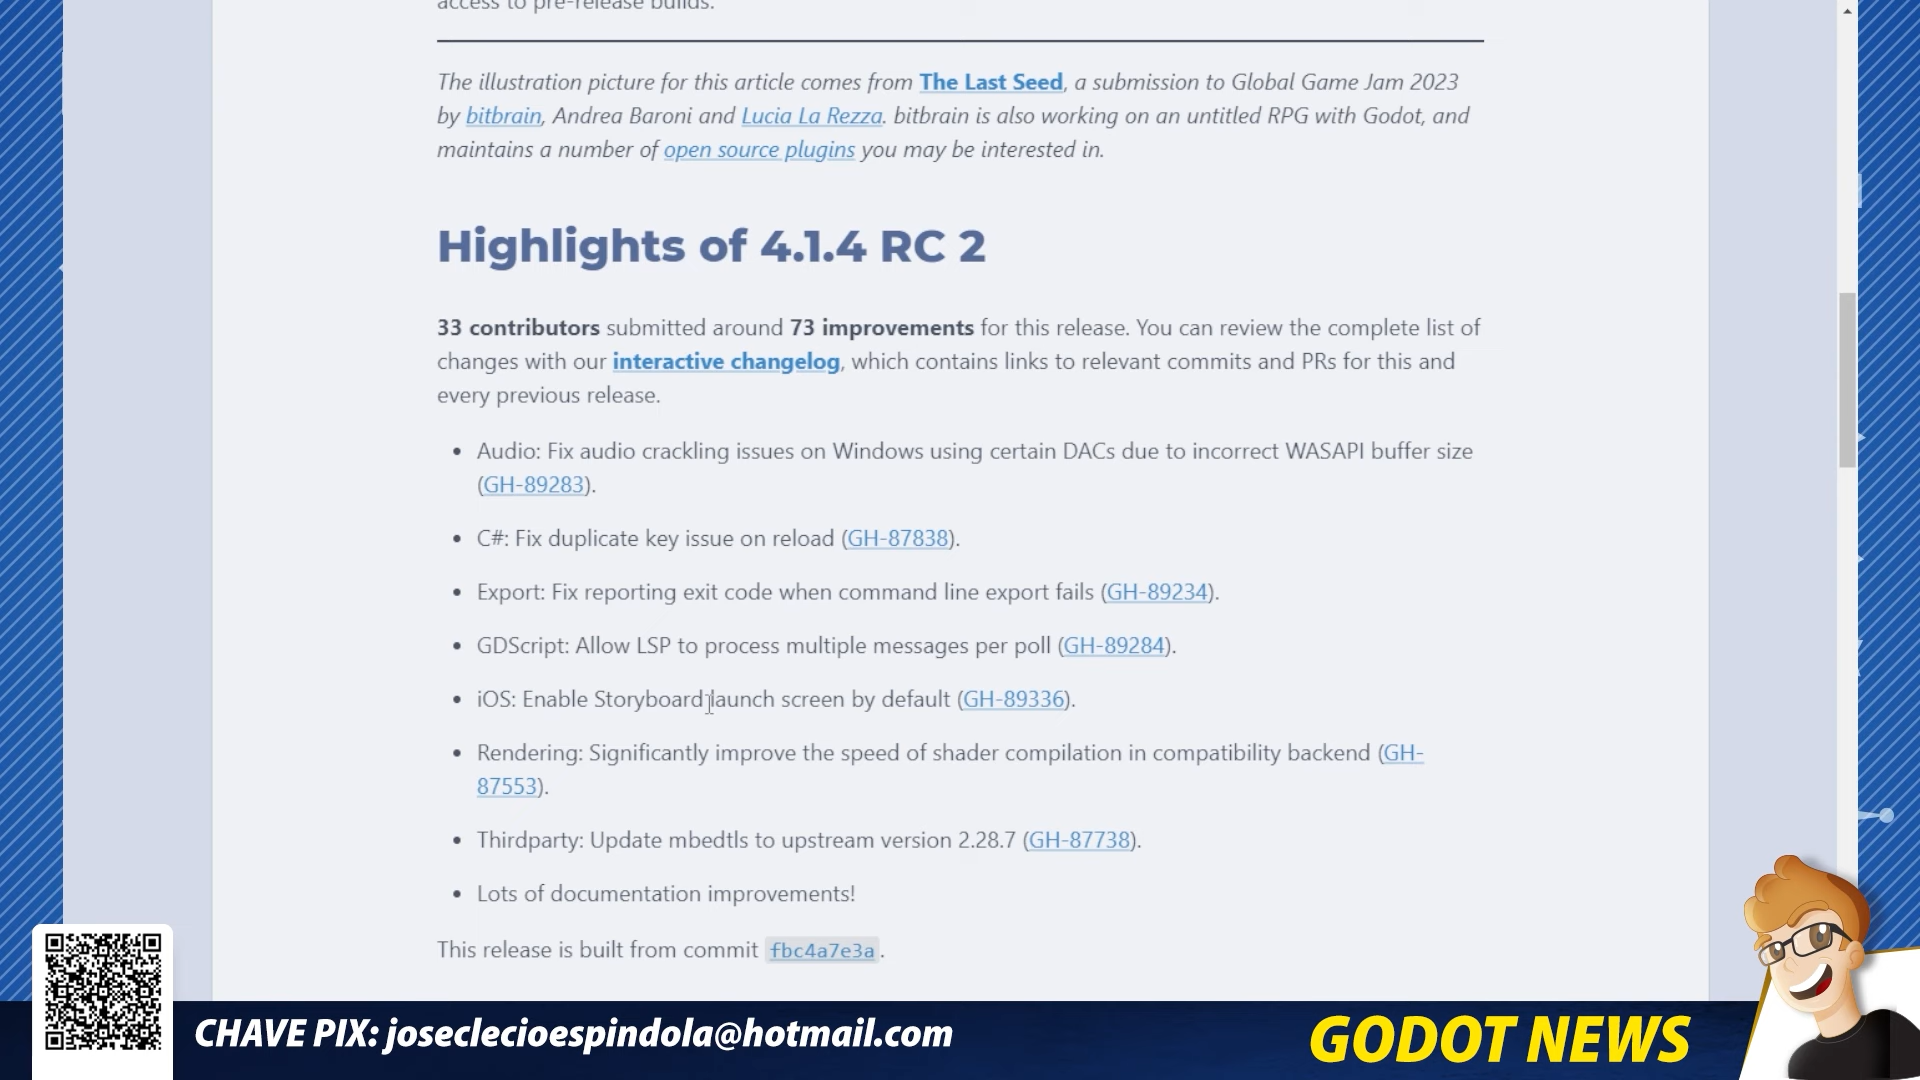 access to pre-release builds.
The illustration picture for this article comes from The Last Seed, a submission to Global Game Jam 2023
by bitbrain, Andrea Baroni and Lucia La Rezza. bitbrain is also working on an untitled RPG with Godot, and
maintains a number of open source plugins you may be interested in.
Highlights of 4.1.4 RC 2
33 contributors submitted around 73 improvements for this release. You can review the complete list of
changes with our interactive changelog, which contains links to relevant commits and PRs for this and
every previous release.
• Audio: Fix audio crackling issues on Windows using certain DACs due to incorrect WASAPI buffer size
(GH-89283).
• C#: Fix duplicate key issue on reload (GH-87838).
• Export: Fix reporting exit code when command line export fails (GH-89234).
• GDScript: Allow LSP to process multiple messages per poll (GH-89284).
• iOS: Enable Storyboard launch screen by default (GH-89336).
• Rendering: Significantly improve the speed of shader compilation in compatibility backend (GH-
87553).
• Thirdparty: Update mbedtls to upstream version 2.28.7 (GH-87738).
• Lots of documentation improvements!
This release is built from commit fbc4a7e3a.
CHAVE PIX: joseclecioespindola@hotmail.com
GODOT NEWS